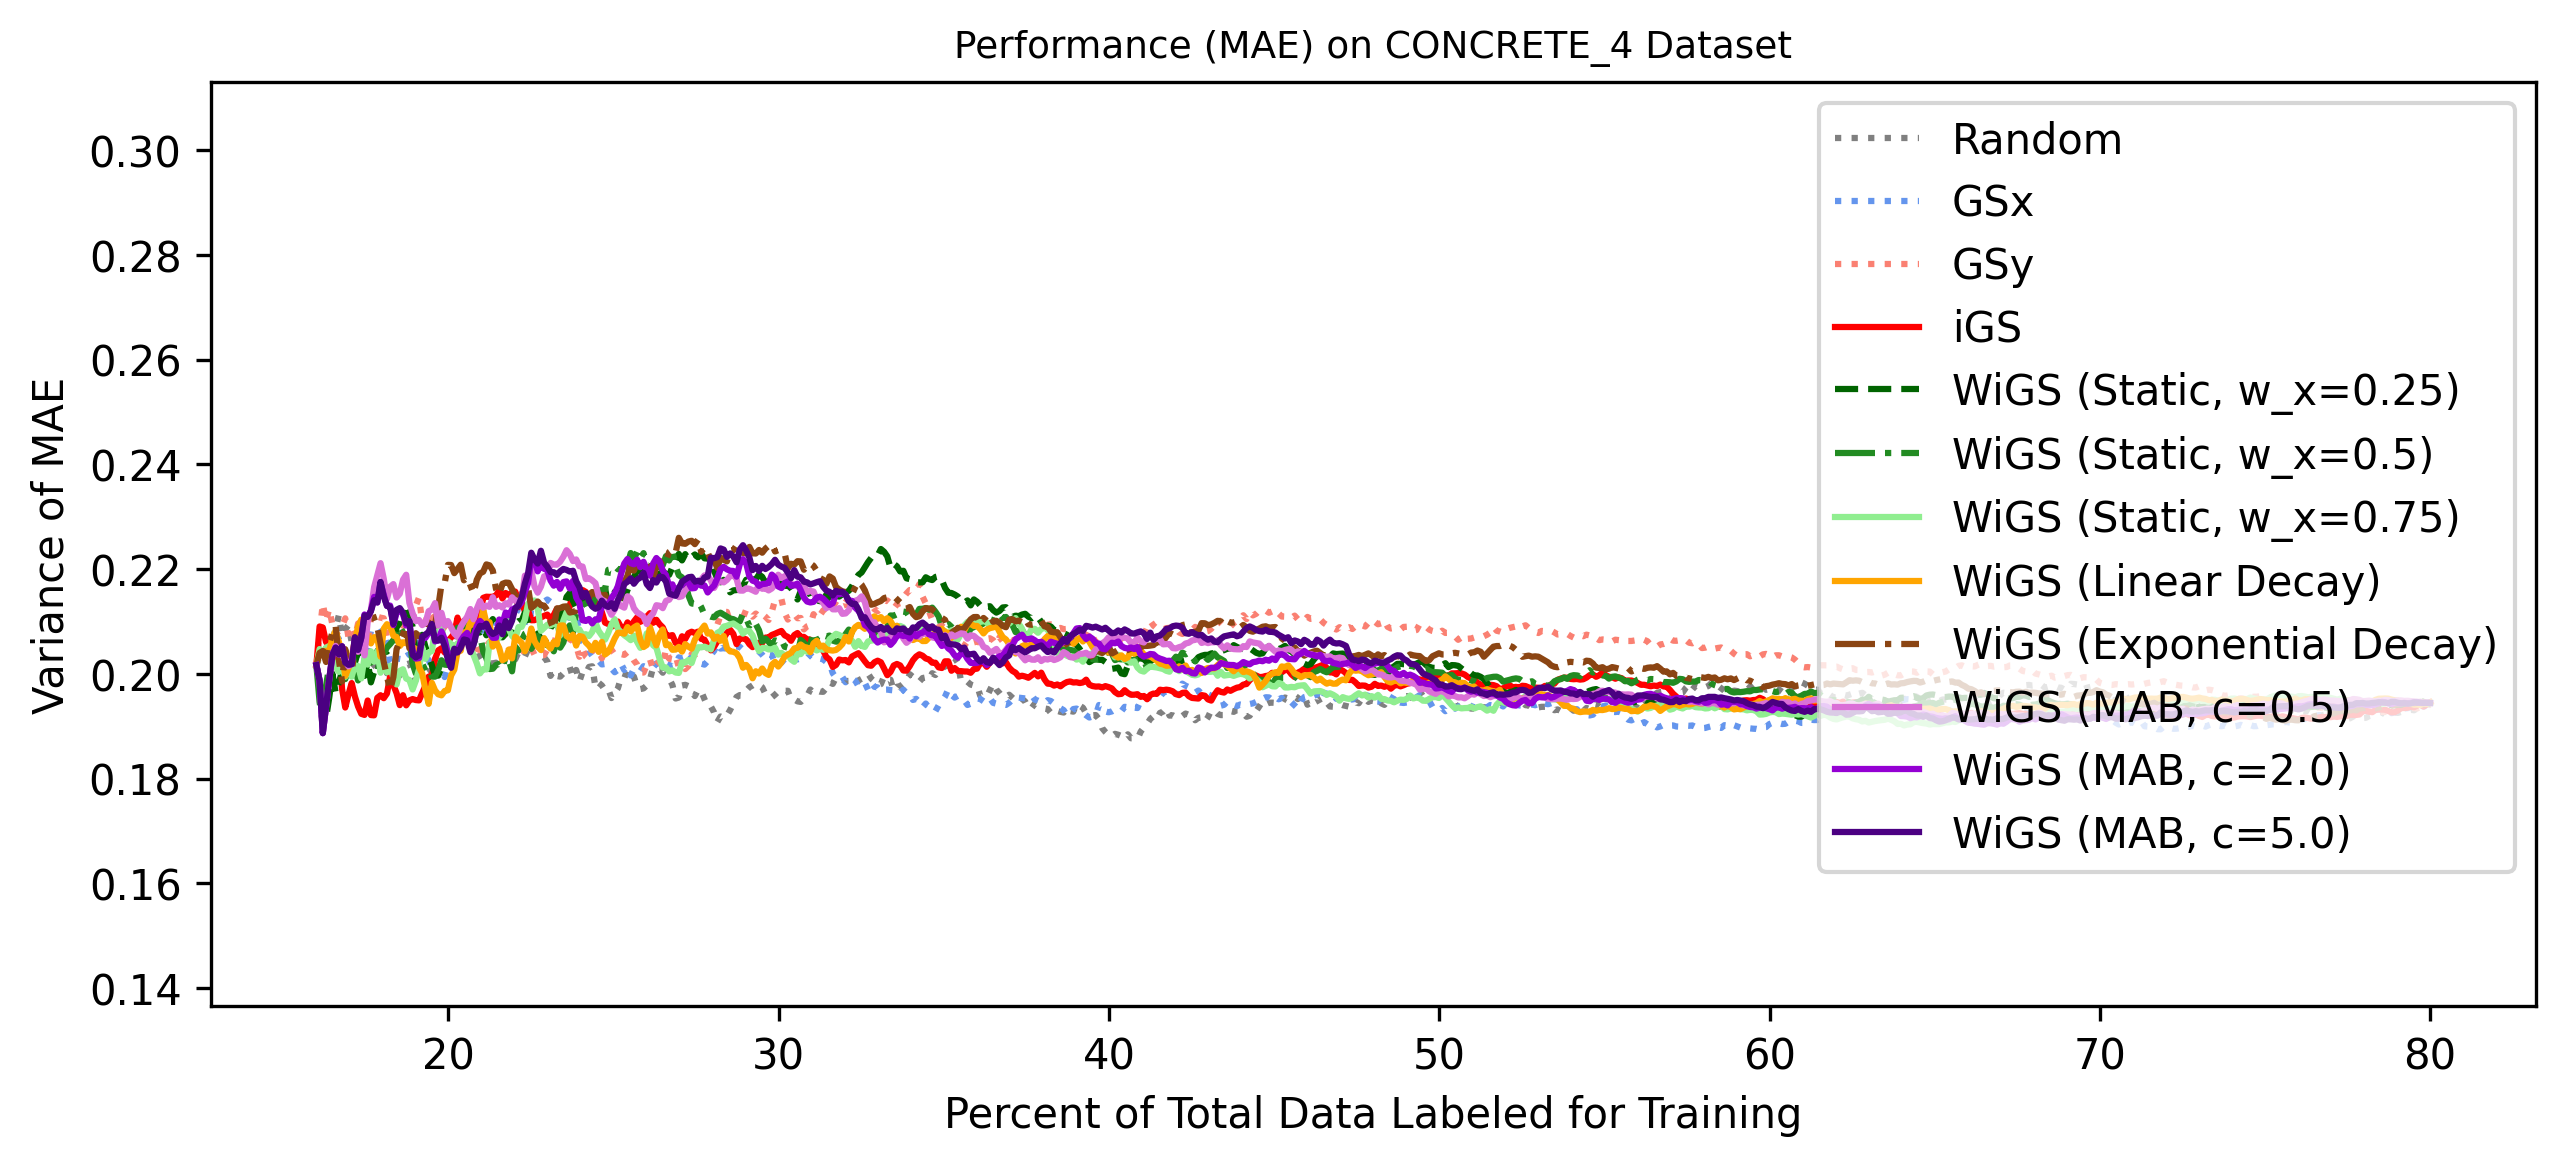 Performance (MAE) on CONCRETE_4 Dataset
Variance of MAE
0.30
0.28
0.26
0.24
0.22
0.20
0.18
0.16
0.14
Random
GSx
GSy
iGS
WiGS (Static, w_x=0.25)
WiGS (Static, w_x=0.5)
WiGS (Static, w_x=0.75)
WiGS (Linear Decay)
WiGS (Exponential Decay)
WiGS (MAB, c=0.5)
WiGS (MAB, c=2.0)
WiGS (MAB, c=5.0)
20 30 40 50 60 70 80
Percent of Total Data Labeled for Training